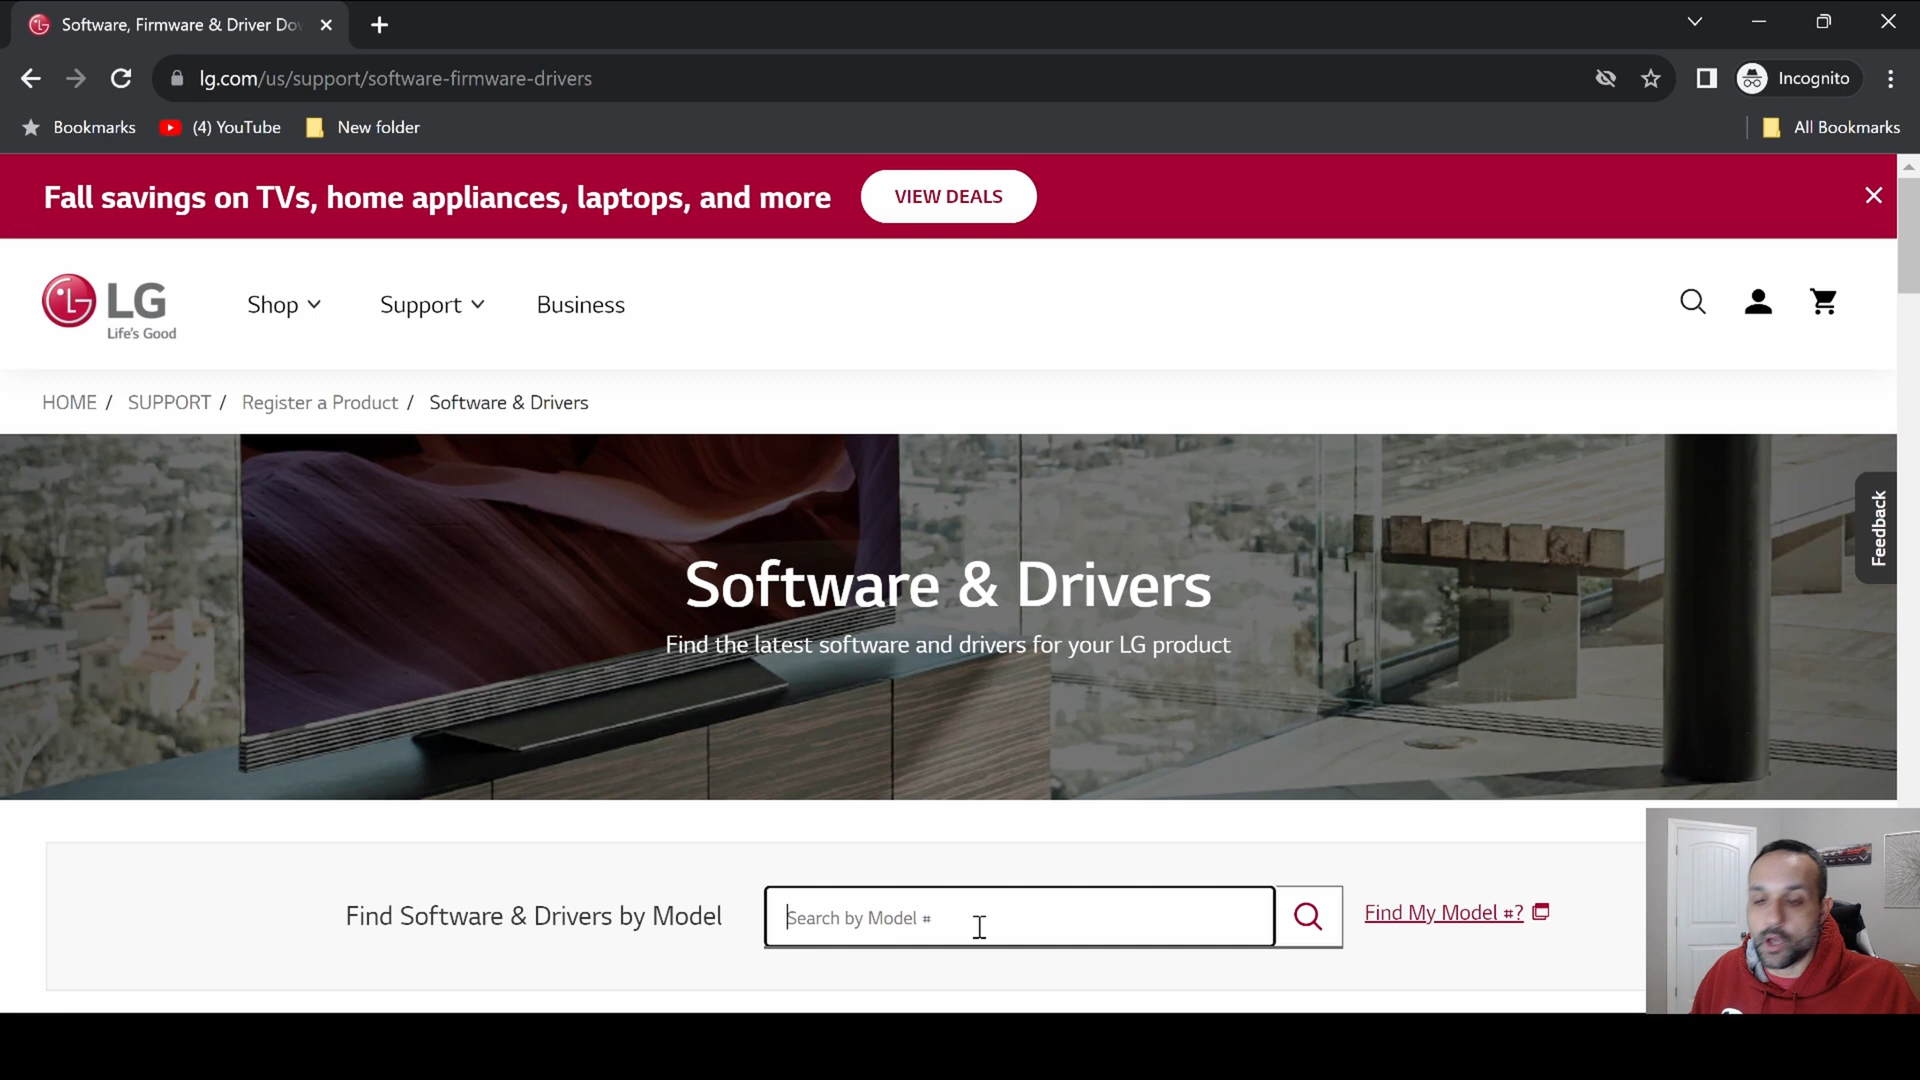 Software, Firmware & Driver Dov
lg.com/us/support/software-firmware-drivers
Incognito
Bookmarks
(4) YouTube
New folder
All Bookmarks
Fall savings on TVs, home appliances, laptops, and more
VIEW DEALS
LG
Life's Good
Shop
Support
Business
HOME / SUPPORT / Register a Product / Software & Drivers
Feedback
Software & Drivers
Find the latest software and drivers for your LG product
Find Software & Drivers by Model
Search by Model #
Find My Model #?